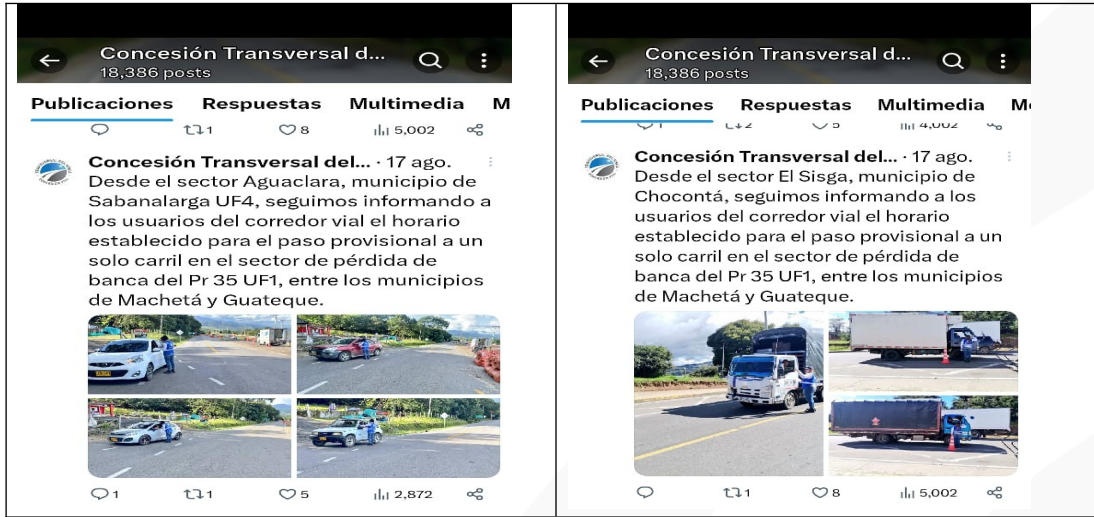 Concesión Transversal d...
18,386 posts
Publicaciones Respuestas Multimedia M
1 8 5,002
Concesión Transversal del... · 17 ago.
Desde el sector Aguaclara, municipio de
Sabanalarga UF4, seguimos informando a
los usuarios del corredor vial el horario
establecido para el paso provisional a un
solo carril en el sector de pérdida de
banca del Pr 35 UF1, entre los municipios
de Machetá y Guateque.
1 1 5 2,872
Concesión Transversal d...
18,386 posts
Publicaciones Respuestas Multimedia M
1 2 5 4,002
Concesión Transversal del... · 17 ago.
Desde el sector El Sisga, municipio de
Chocontá, seguimos informando a los
usuarios del corredor vial el horario
establecido para el paso provisional a un
solo carril en el sector de pérdida de
banca del Pr 35 UF1, entre los municipios
de Machetá y Guateque.
1 8 5,002